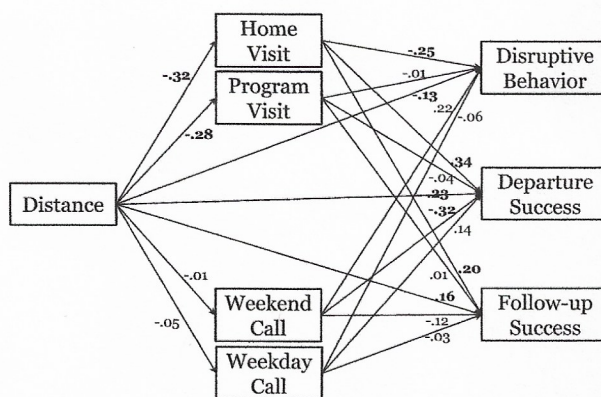 Home
Visit
Program
Visit
Distance
Weekend
Call
Weekday
Call
Disruptive
Behavior
Departure
Success
Follow-up
Success
-.32
-.28
-.01
-.05
-.25
-.01
-.13
.22
-.06
.34
-.04
.23
-.32
.14
.20
.01
.16
-.12
-.03